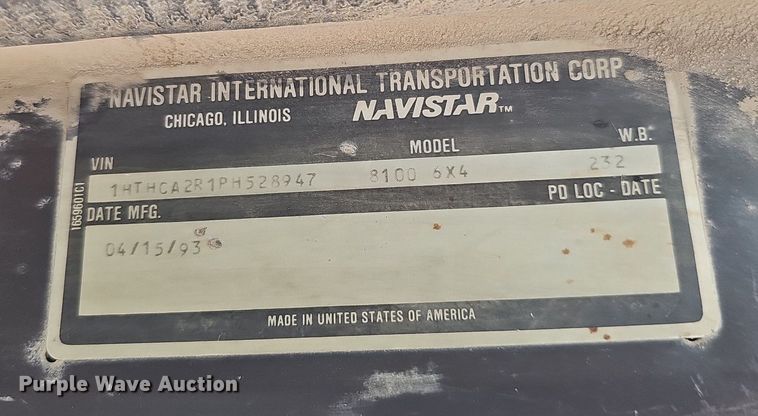 NAVISTAR INTERNATIONAL TRANSPORTATION CORP.
CHICAGO, ILLINOIS NAVISTAR™
VIN MODEL W.B.
1HTHCA2R1PH528947 8100 6X4 232
DATE MFG. PD LOC - DATE
04/15/93
MADE IN UNITED STATES OF AMERICA
1659601C1
Purple Wave Auction